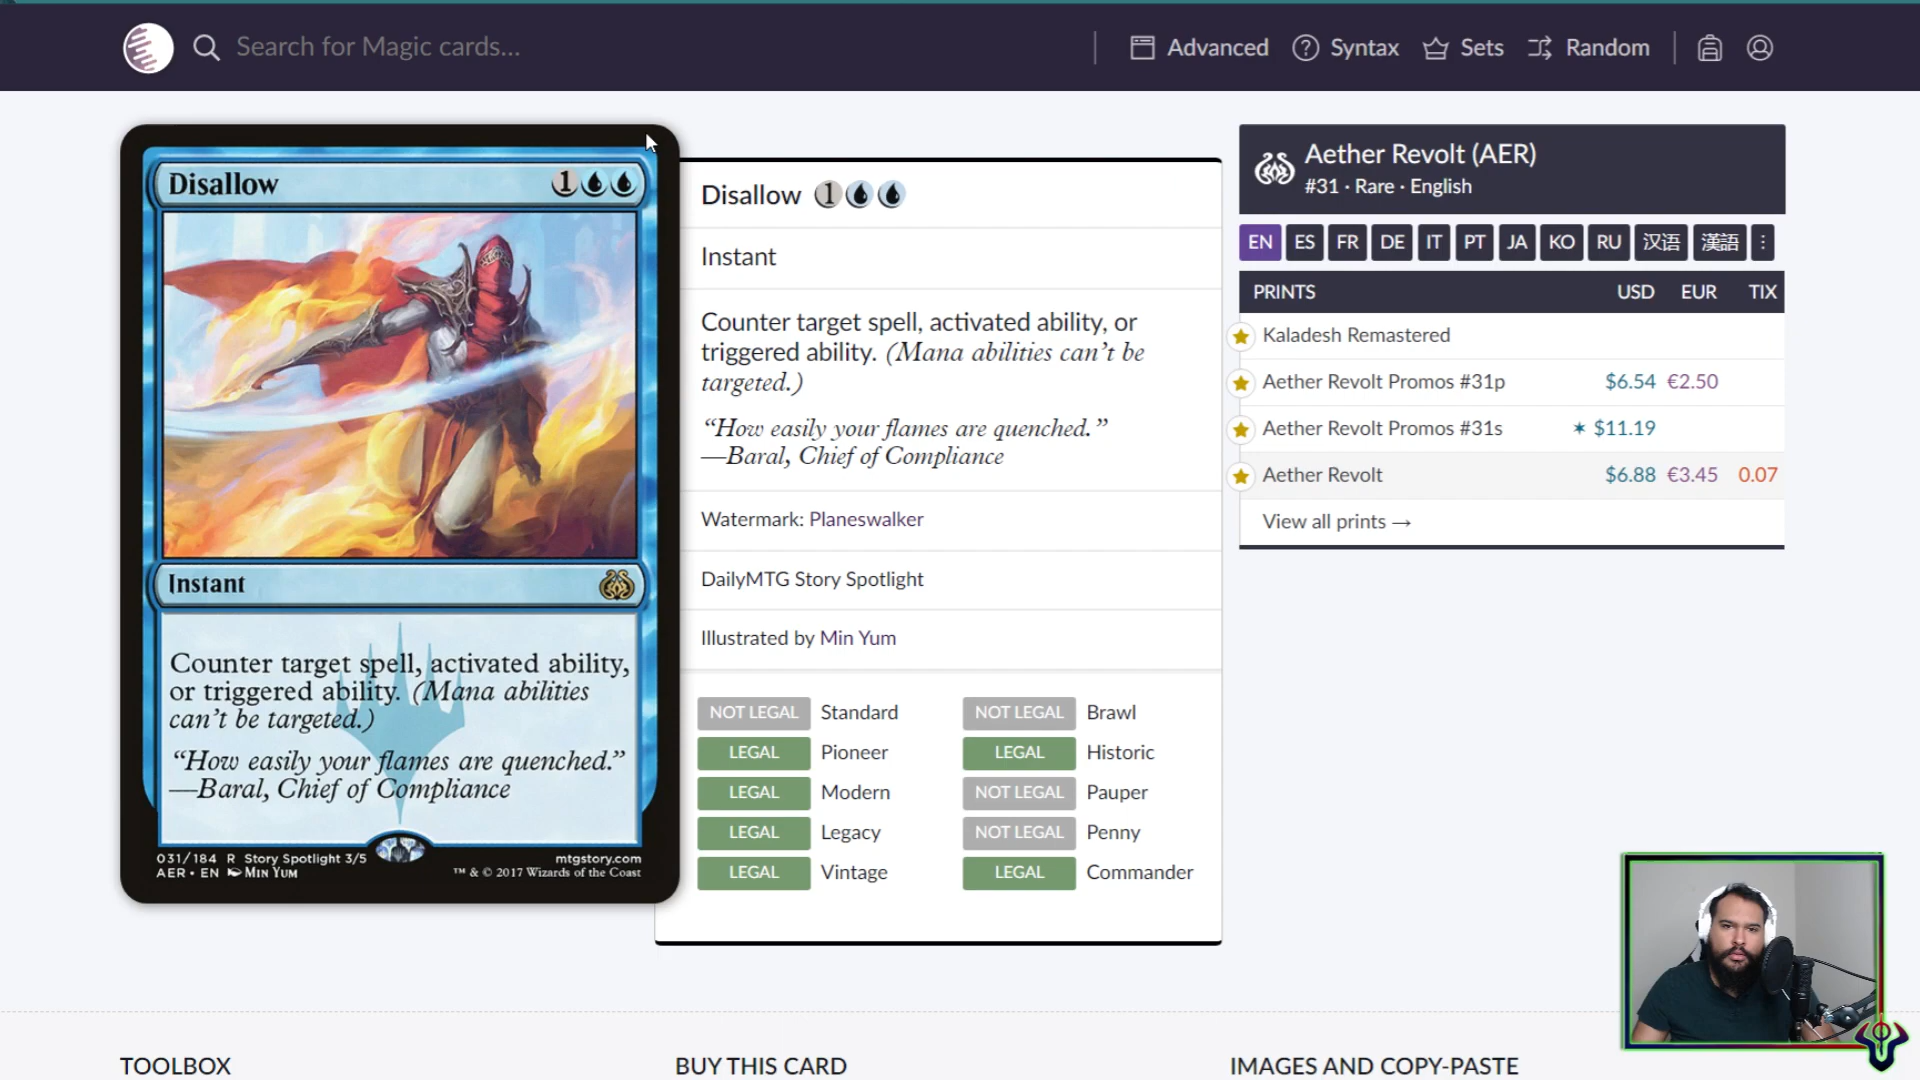 Search for Magic cards...
Advanced
Syntax
Sets
Random
Disallow 1
Instant
Counter target spell, activated ability,
or triggered ability. (Mana abilities
can't be targeted.)
“How easily your flames are quenched.”
—Baral, Chief of Compliance
031/184 R Story Spotlight 3/5
AER • EN Min Yum
mtgstory.com
™ & © 2017 Wizards of the Coast
Disallow 1
Instant
Counter target spell, activated ability, or
triggered ability. (Mana abilities can’t be
targeted.)
“How easily your flames are quenched.”
—Baral, Chief of Compliance
Watermark: Planeswalker
DailyMTG Story Spotlight
Illustrated by Min Yum
NOT LEGAL Standard NOT LEGAL Brawl
LEGAL Pioneer LEGAL Historic
LEGAL Modern NOT LEGAL Pauper
LEGAL Legacy NOT LEGAL Penny
LEGAL Vintage LEGAL Commander
Aether Revolt (AER)
#31 · Rare · English
EN ES FR DE IT PT JA KO RU 汉语 漢語
PRINTS USD EUR TIX
Kaladesh Remastered
Aether Revolt Promos #31p $6.54 €2.50
Aether Revolt Promos #31s ✶ $11.19
Aether Revolt $6.88 €3.45 0.07
View all prints →
TOOLBOX
BUY THIS CARD
IMAGES AND COPY-PASTE